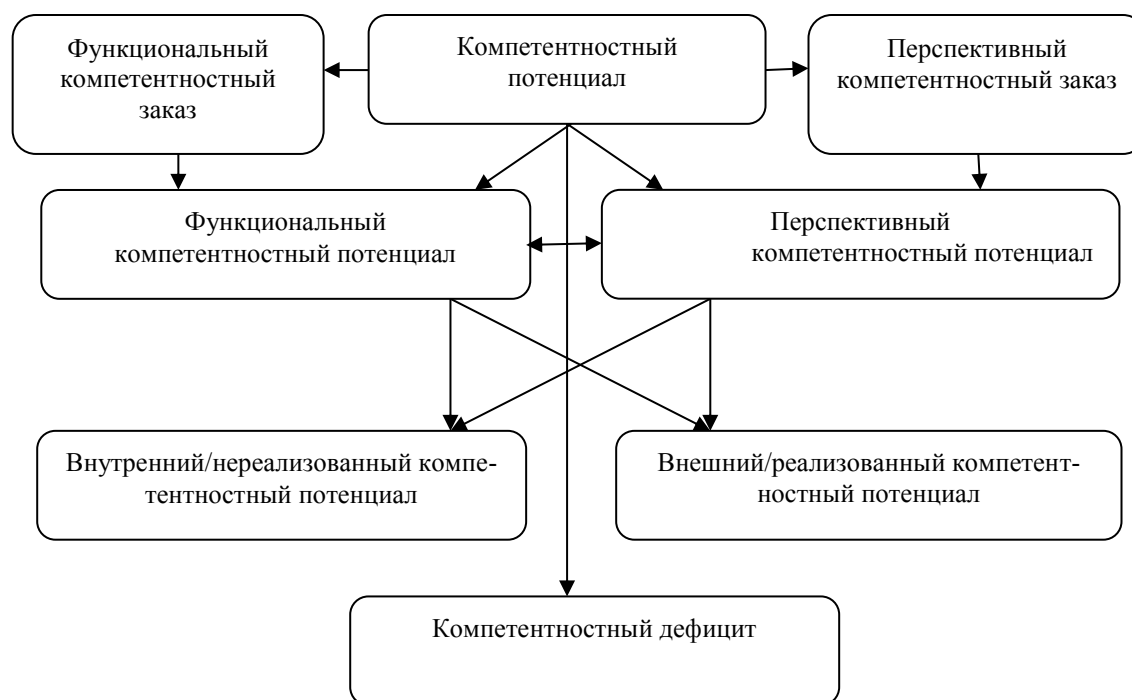 Функциональный
компетентностный
заказ
Компетентностный
потенциал
Перспективный
компетентностный заказ
Функциональный
компетентностный потенциал
Перспективный
компетентностный потенциал
Внутренний/нереализованный компе-
тентностный потенциал
Внешний/реализованный компетент-
ностный потенциал
Компетентностный дефицит